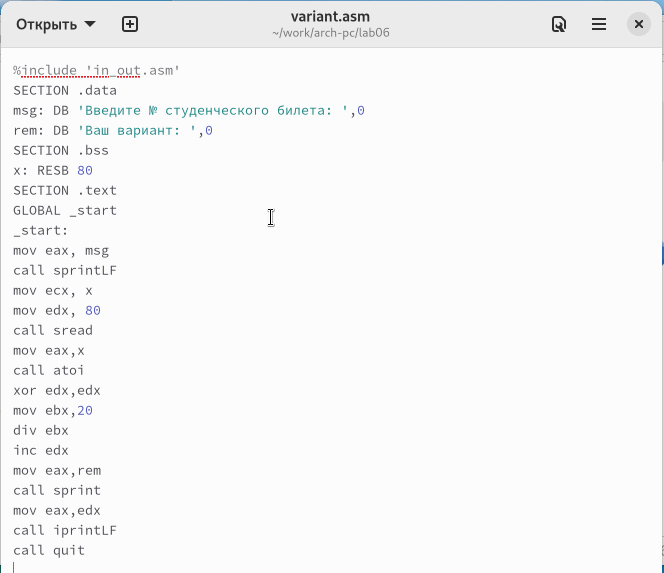 Открыть
variant.asm
~/work/arch-pc/lab06
%include 'in_out.asm'
SECTION .data
msg: DB 'Введите № студенческого билета: ',0
rem: DB 'Ваш вариант: ',0
SECTION .bss
x: RESB 80
SECTION .text
GLOBAL _start
_start:
mov eax, msg
call sprintLF
mov ecx, x
mov edx, 80
call sread
mov eax,x
call atoi
xor edx,edx
mov ebx,20
div ebx
inc edx
mov eax,rem
call sprint
mov eax,edx
call iprintLF
call quit